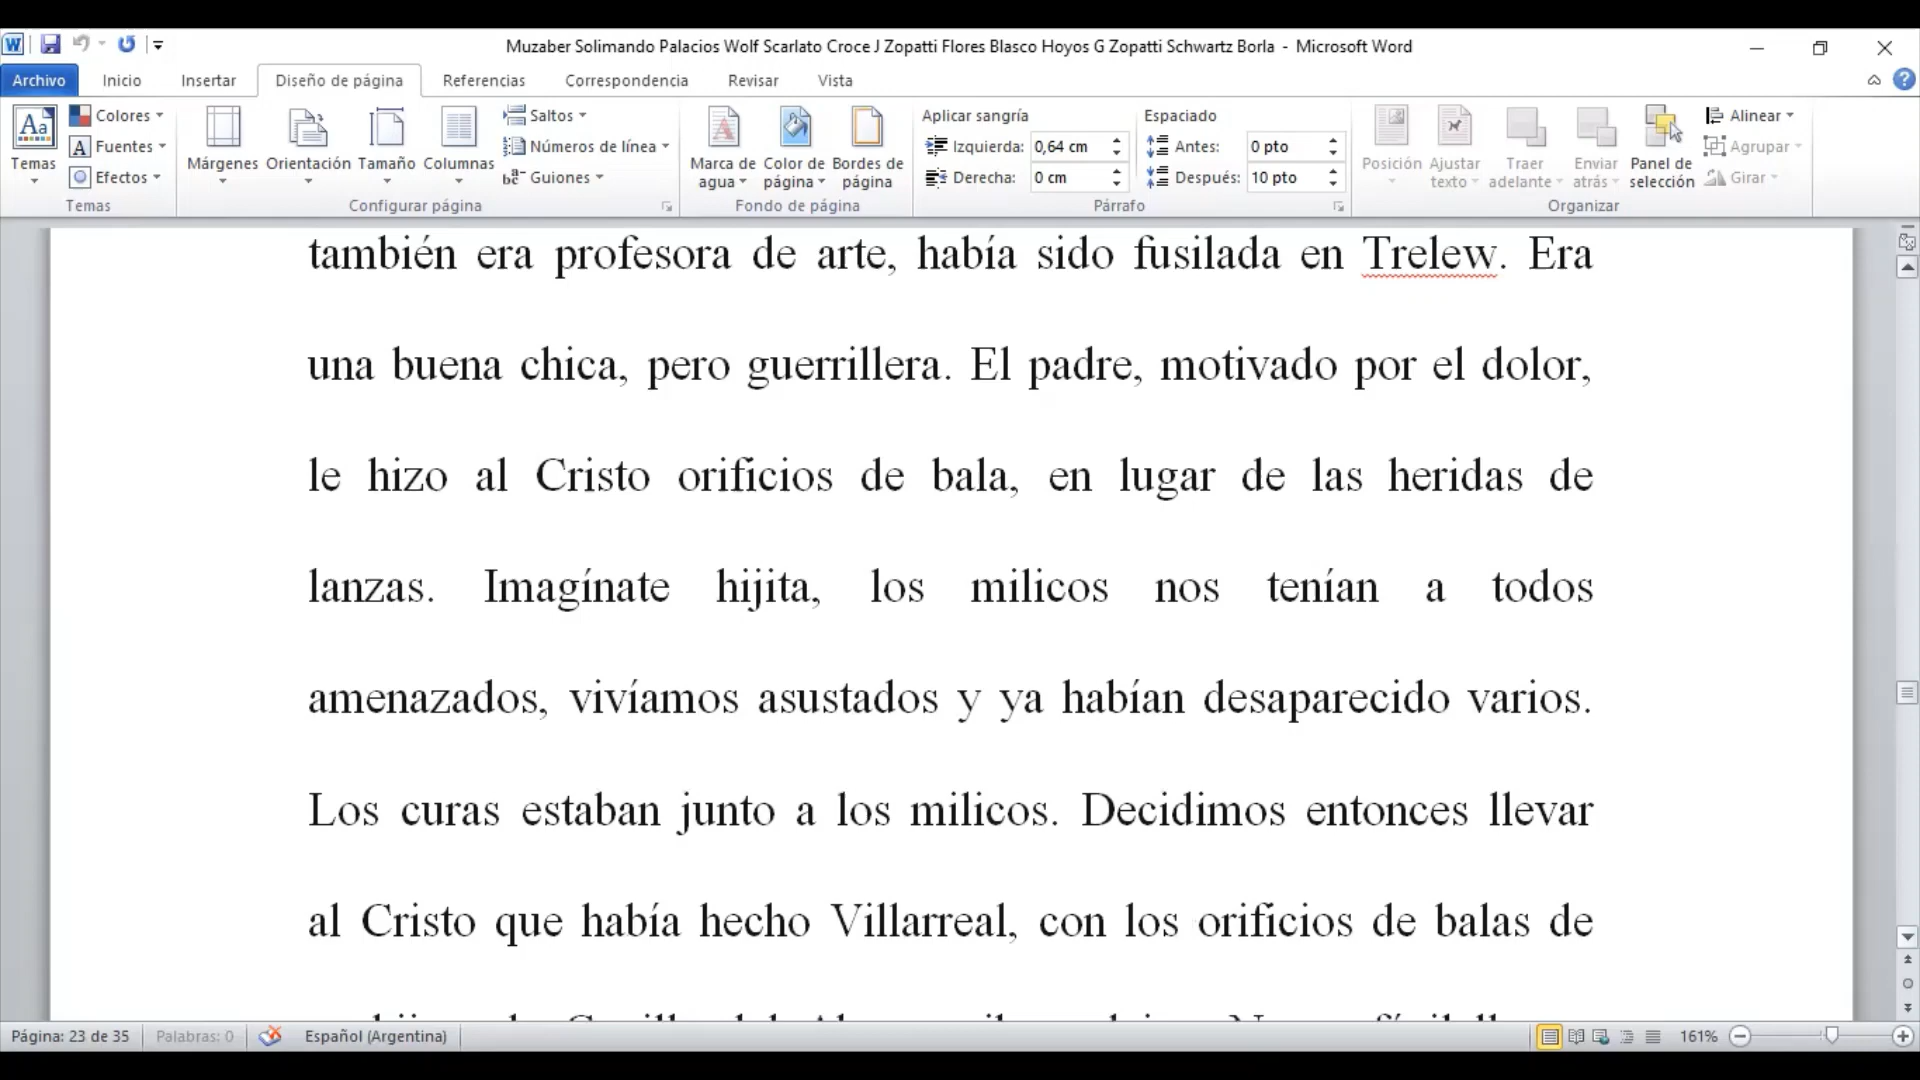 Muzaber Solimando Palacios Wolf Scarlato Croce J Zopatti Flores Blasco Hoyos G Zopatti Schwartz Borla - Microsoft Word
Archivo Inicio Insertar Diseño de página Referencias Correspondencia Revisar Vista
Temas
Colores
Fuentes
Efectos
Temas
Márgenes Orientación Tamaño Columnas
Saltos
Números de línea
Guiones
Configurar página
Marca de agua
Color de página
Bordes de página
Fondo de página
Aplicar sangría
Izquierda: 0,64 cm
Derecha: 0 cm
Espaciado
Antes: 0 pto
Después: 10 pto
Párrafo
Posición
Ajustar texto
Traer adelante
Enviar atrás
Panel de selección
Alinear
Agrupar
Girar
Organizar
también era profesora de arte, había sido fusilada en Trelew. Era
una buena chica, pero guerrillera. El padre, motivado por el dolor,
le hizo al Cristo orificios de bala, en lugar de las heridas de
lanzas. Imagínate hijita, los milicos nos tenían a todos
amenazados, vivíamos asustados y ya habían desaparecido varios.
Los curas estaban junto a los milicos. Decidimos entonces llevar
al Cristo que había hecho Villarreal, con los orificios de balas de
Página: 23 de 35 Palabras: 0 Español (Argentina) 161%